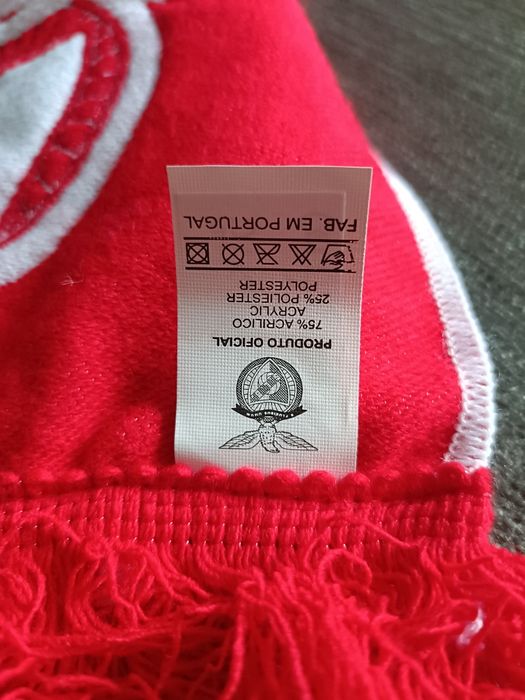 PRODUTO OFICIAL
75% ACRILICO
ACRYLIC
25% POLIESTER
POLYESTER
FAB. EM PORTUGAL